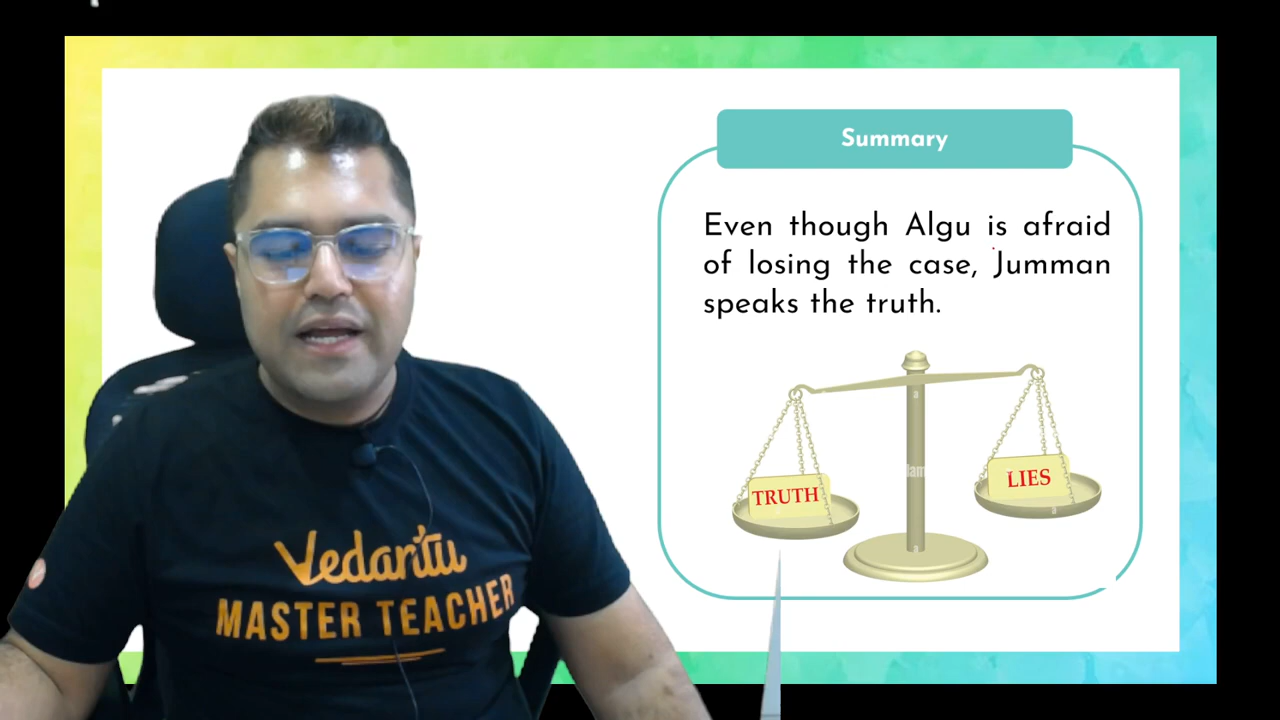 Summary
Even though Algu is afraid
of losing the case, Jumman
speaks the truth.
TRUTH
LIES
Vedantu
MASTER TEACHER